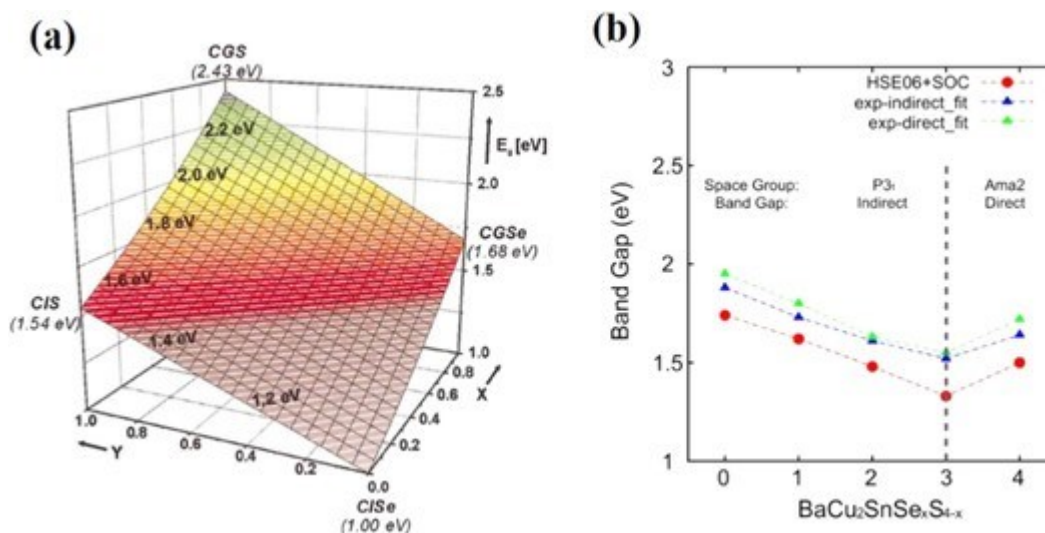 (a)
CGS
(2.43 eV)
2.5
2.2 eV
E
[eV]
2.0 eV
2.0
1.8 eV
CGSe
(1.68 eV)
1.6 eV
1.5
CIS
(1.54 eV)
1.4 eV
1.2 eV
1.0
0.8
0.6
X
0.4
0.2
0.0
1.0
0.8
Y
0.6
0.4
0.2
CISe
(1.00 eV)
(b)
3
HSE06+SOC
exp-indirect_fit
exp-direct_fit
2.5
Space Group: P3₁ Ama2
Band Gap: Indirect Direct
2
1.5
1
Band Gap (eV)
0 1 2 3 4
BaCu₂SnSeₓS₄₋ₓ